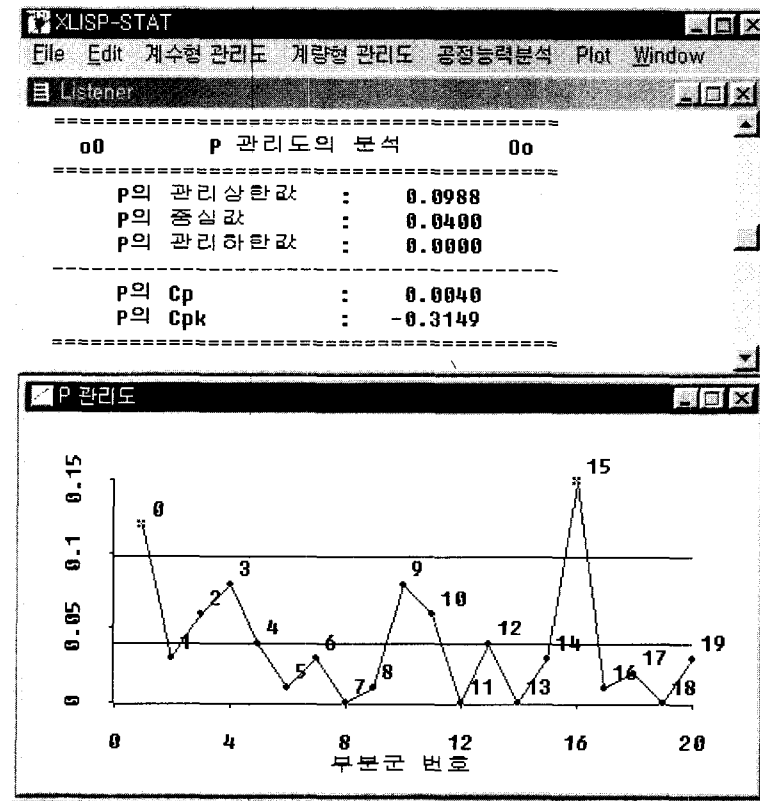 XLISP-STAT
File Edit 계수형 관리도 계량형 관리도 공정능력분석 Plot Window
Listener
====================================================
oO P 관리도의 분석 Oo
====================================================
P의 관리상한값 : 0.0988
P의 중심값 : 0.0400
P의 관리하한값 : 0.0000
----------------------------------------------------
P의 Cp : 0.0040
P의 Cpk : -0.3149
====================================================
P 관리도
0.15
0.1
0.05
0
0
1
2
3
4
5
6
7
8
9
10
11
12
13
14
15
16
17
18
19
0 4 8 12 16 20
부분군 번호